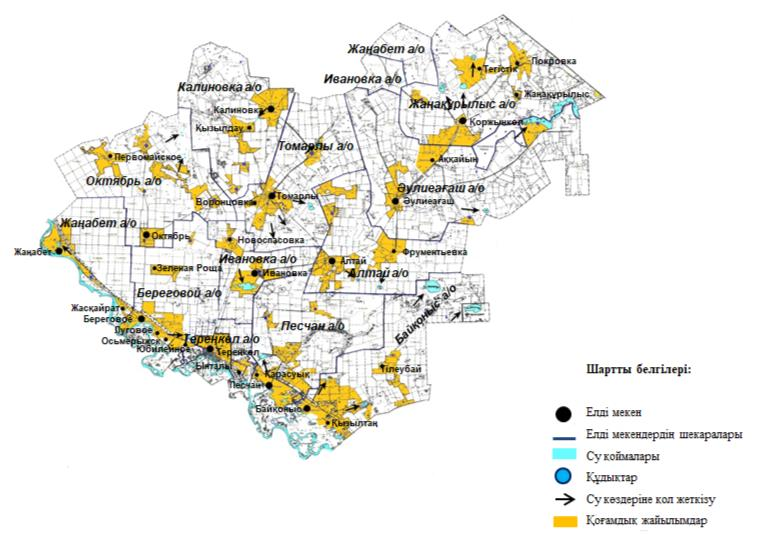 Жаңабет а/о
Ивановка а/о
Покровка
Тегістік
Калиновка а/о
Жаңақұрылыс
Жаңақұрылыс а/о
Калиновка
Қоржынкөл
Қызылдау
Томарлы а/о
Первомайское
Аққайың
Октябрь а/о
Әулиеағаш а/о
Томарлы
Воронцовка
Әулиеағаш
Жаңабет а/о
Октябрь
Новоспасовка
Жаңабет
Ивановка а/о
Фрументьевка
Алтай
Зеленая Роща
Ивановка
Алтай а/о
Береговой а/о
Байқоныс а/о
Жасқайрат
Береговое
Песчан а/о
Луговое
Осьмерыжск
Теренкөл а/о
Юбилейное
Теренкөл
Ынталы
Қарасуық
Тілеубай
Песчан
Байқоныс
Қызылтаң
Шартты белгілері:
Елді мекен
Елді мекендердің шекаралары
Су қоймалары
Құдықтар
Су көздеріне қол жеткізу
Қоғамдық жайылымдар